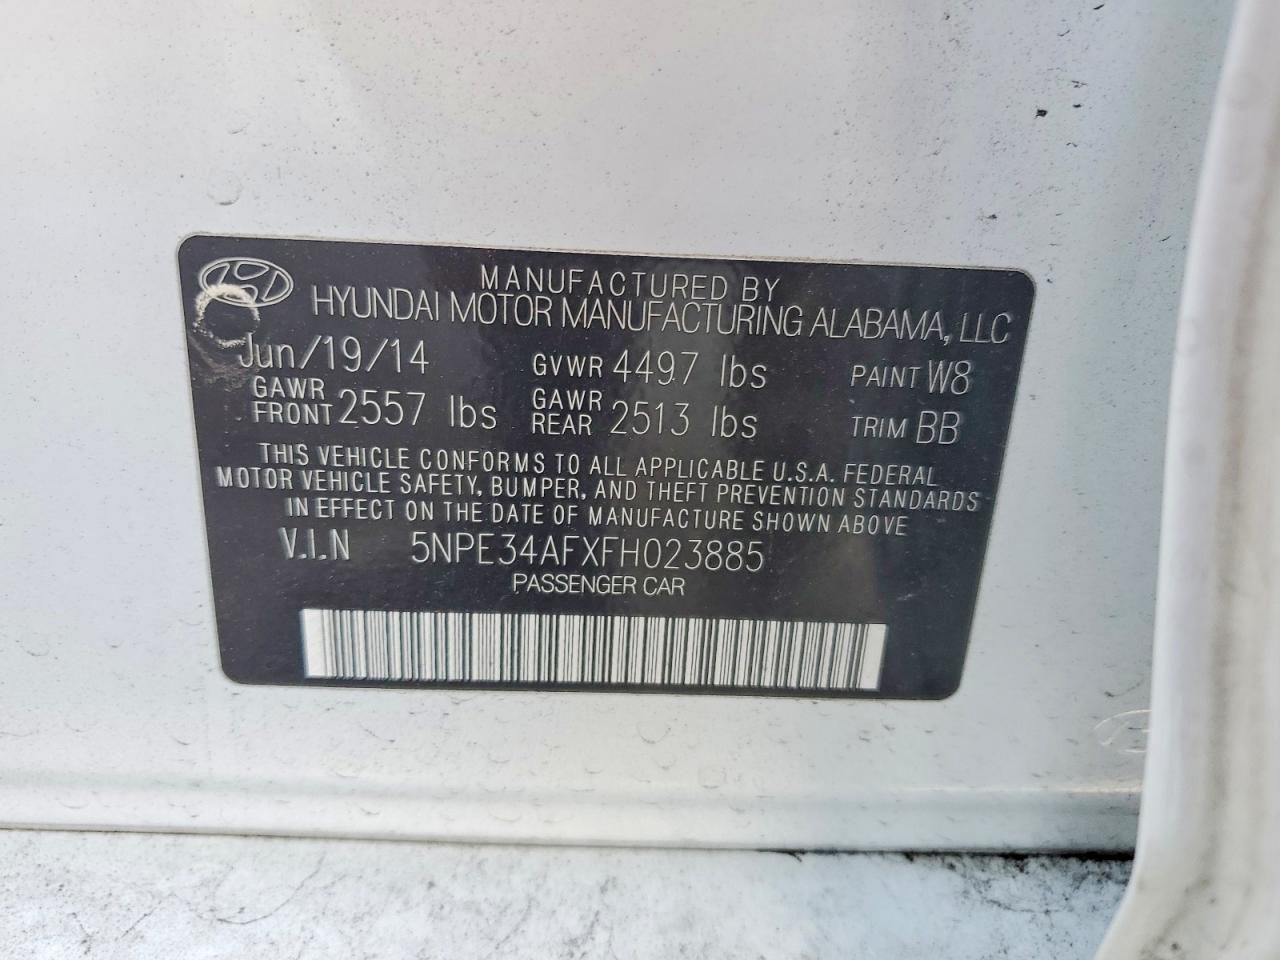 MANUFACTURED BY
HYUNDAI MOTOR MANUFACTURING ALABAMA, LLC
Jun/19/14 GVWR 4497 lbs PAINT W8
GAWR FRONT 2557 lbs GAWR REAR 2513 lbs TRIM BB
THIS VEHICLE CONFORMS TO ALL APPLICABLE U.S.A. FEDERAL
MOTOR VEHICLE SAFETY, BUMPER, AND THEFT PREVENTION STANDARDS
IN EFFECT ON THE DATE OF MANUFACTURE SHOWN ABOVE
V.I.N 5NPE34AFXFH023885
PASSENGER CAR